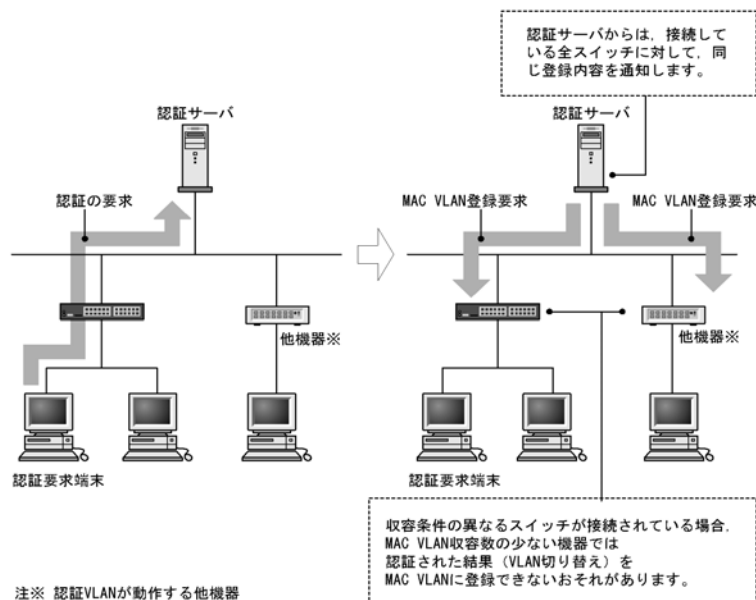 認証サーバからは，接続して
いる全スイッチに対して，同
じ登録内容を通知します。
認証サーバ
認証サーバ
認証の要求
MAC VLAN登録要求
MAC VLAN登録要求
他機器※
他機器※
認証要求端末
認証要求端末
収容条件の異なるスイッチが接続されている場合，
MAC VLAN収容数の少ない機器では
認証された結果（VLAN切り替え）を
MAC VLANに登録できないおそれがあります。
注※ 認証VLANが動作する他機器